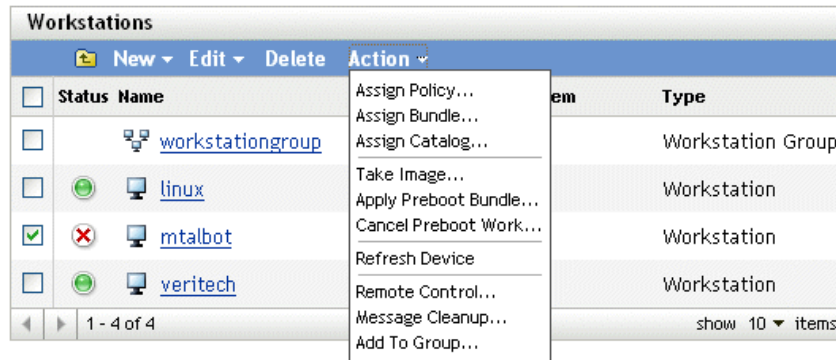 Workstations
New Edit Delete Action
Status Name em Type
Assign Policy...
Assign Bundle...
Assign Catalog...
Take Image...
Apply Preboot Bundle...
Cancel Preboot Work...
Refresh Device
Remote Control...
Message Cleanup...
Add To Group...
workstationgroup Workstation Group
linux Workstation
mtalbot Workstation
veritech Workstation
1 - 4 of 4 show 10 items